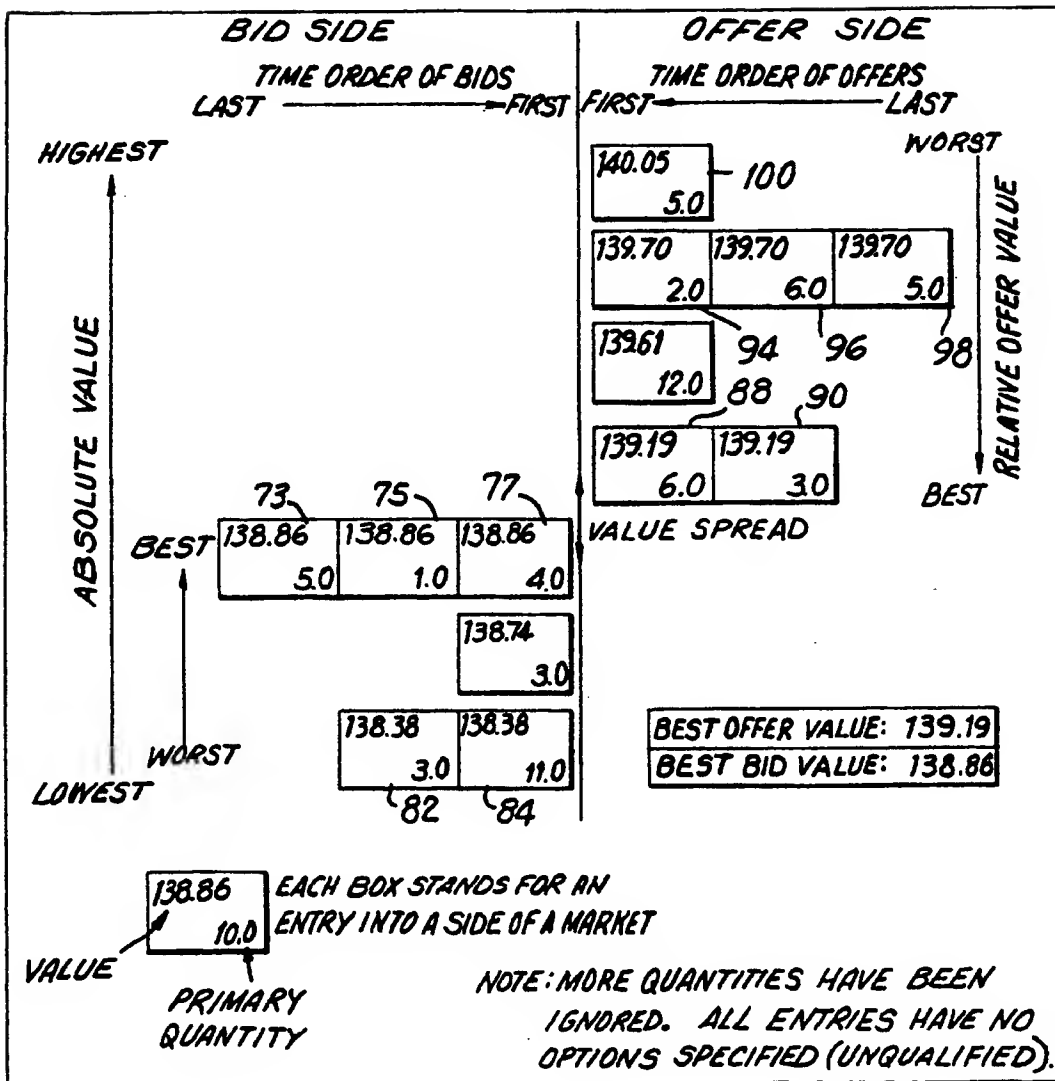 BID SIDE
OFFER SIDE
TIME ORDER OF BIDS
LAST FIRST
TIME ORDER OF OFFERS
FIRST LAST
HIGHEST
ABSOLUTE VALUE
LOWEST
WORST
RELATIVE OFFER VALUE
BEST
140.05
5.0
100
139.70 139.70 139.70
2.0 6.0 5.0
94 96 98
139.61
12.0
88 90
139.19 139.19
6.0 3.0
VALUE SPREAD
73 75 77
BEST
138.86 138.86 138.86
5.0 1.0 4.0
138.74
3.0
WORST
138.38 138.38
3.0 11.0
82 84
BEST OFFER VALUE: 139.19
BEST BID VALUE: 138.86
138.86
10.0
VALUE
PRIMARY
QUANTITY
EACH BOX STANDS FOR AN
ENTRY INTO A SIDE OF A MARKET
NOTE: MORE QUANTITIES HAVE BEEN
IGNORED. ALL ENTRIES HAVE NO
OPTIONS SPECIFIED (UNQUALIFIED).